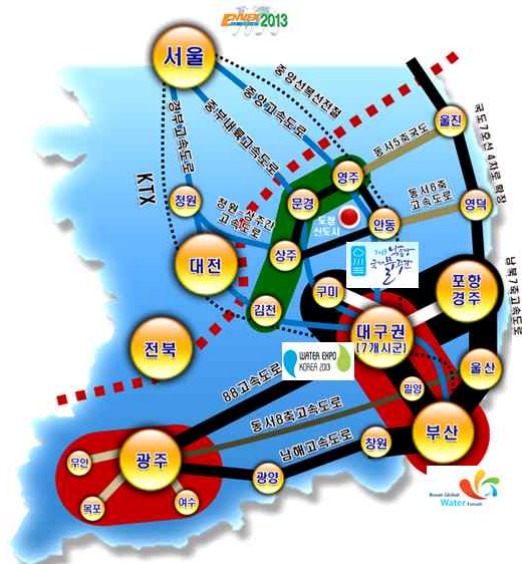 ENVEX 2013
서울
중앙선복선전철
중앙고속도로
중부내륙고속도로
경부고속도로
KTX
울진
국도7호선 4차로 확장
동서5축국도
영주
문경
청원
청원 상주간
고속도로
도청
신도시
안동
동서6축
고속도로
영덕
상주
대전
남북7축고속도로
구미
포항
경주
김천
대구권
(7개시군)
전북
WATER EXPO
KOREA 2013
울산
88고속도로
밀양
동서8축고속도로
부산
남해고속도로
창원
무안
광주
광양
목포
여수
Busan Global
Water Forum